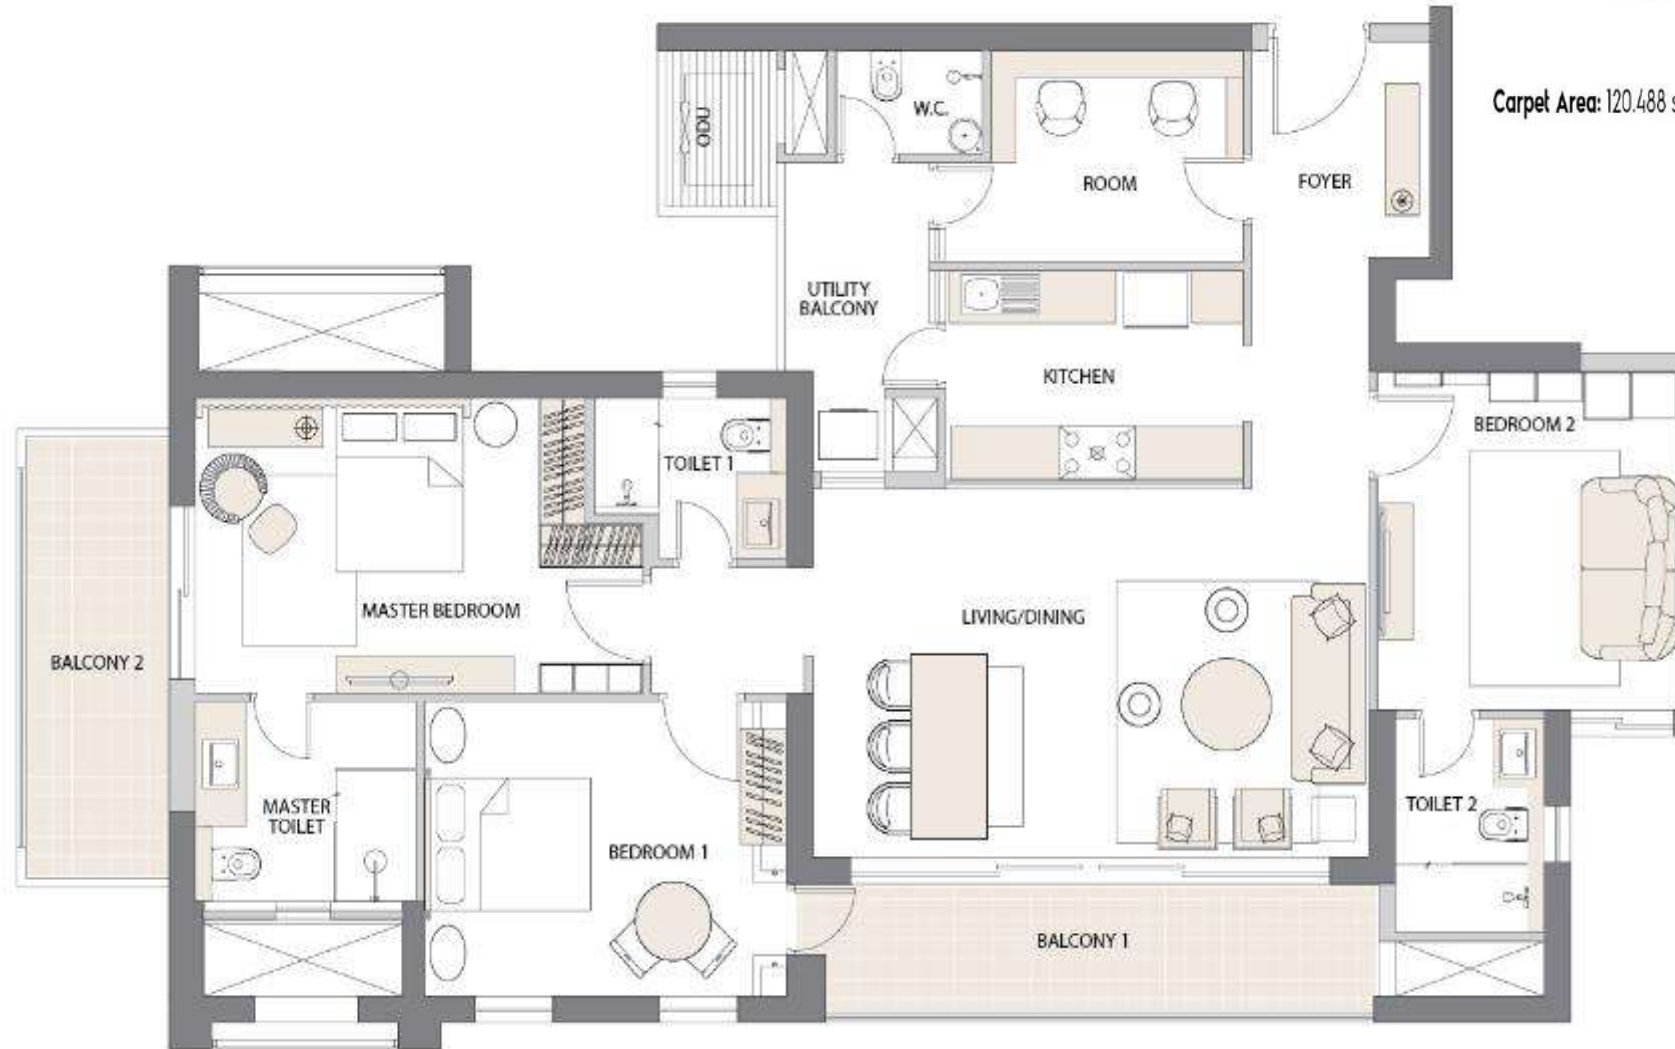 Carpet Area: 120.488 s
ODU
W.C.
ROOM
FOYER
UTILITY
BALCONY
KITCHEN
BEDROOM 2
TOILET 1
MASTER BEDROOM
LIVING/DINING
BALCONY 2
MASTER
TOILET
TOILET 2
BEDROOM 1
BALCONY 1